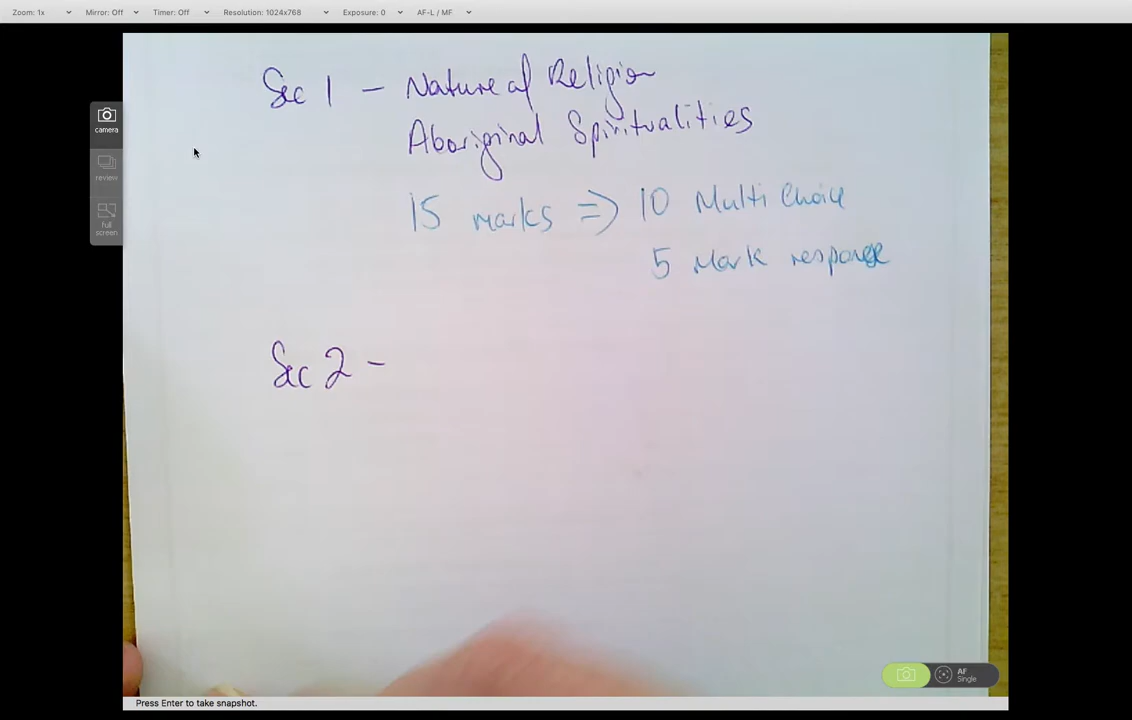 Zoom: 1x Mirror: Off Timer: Off Resolution: 1024x768 Exposure: 0 AF-L / MF
Sec 1 - Nature of Religion
Aboriginal Spiritualities
camera
review
full
screen
15 marks => 10 Multi Choice
5 Mark response
Sec 2 -
AF
Single
Press Enter to take snapshot.